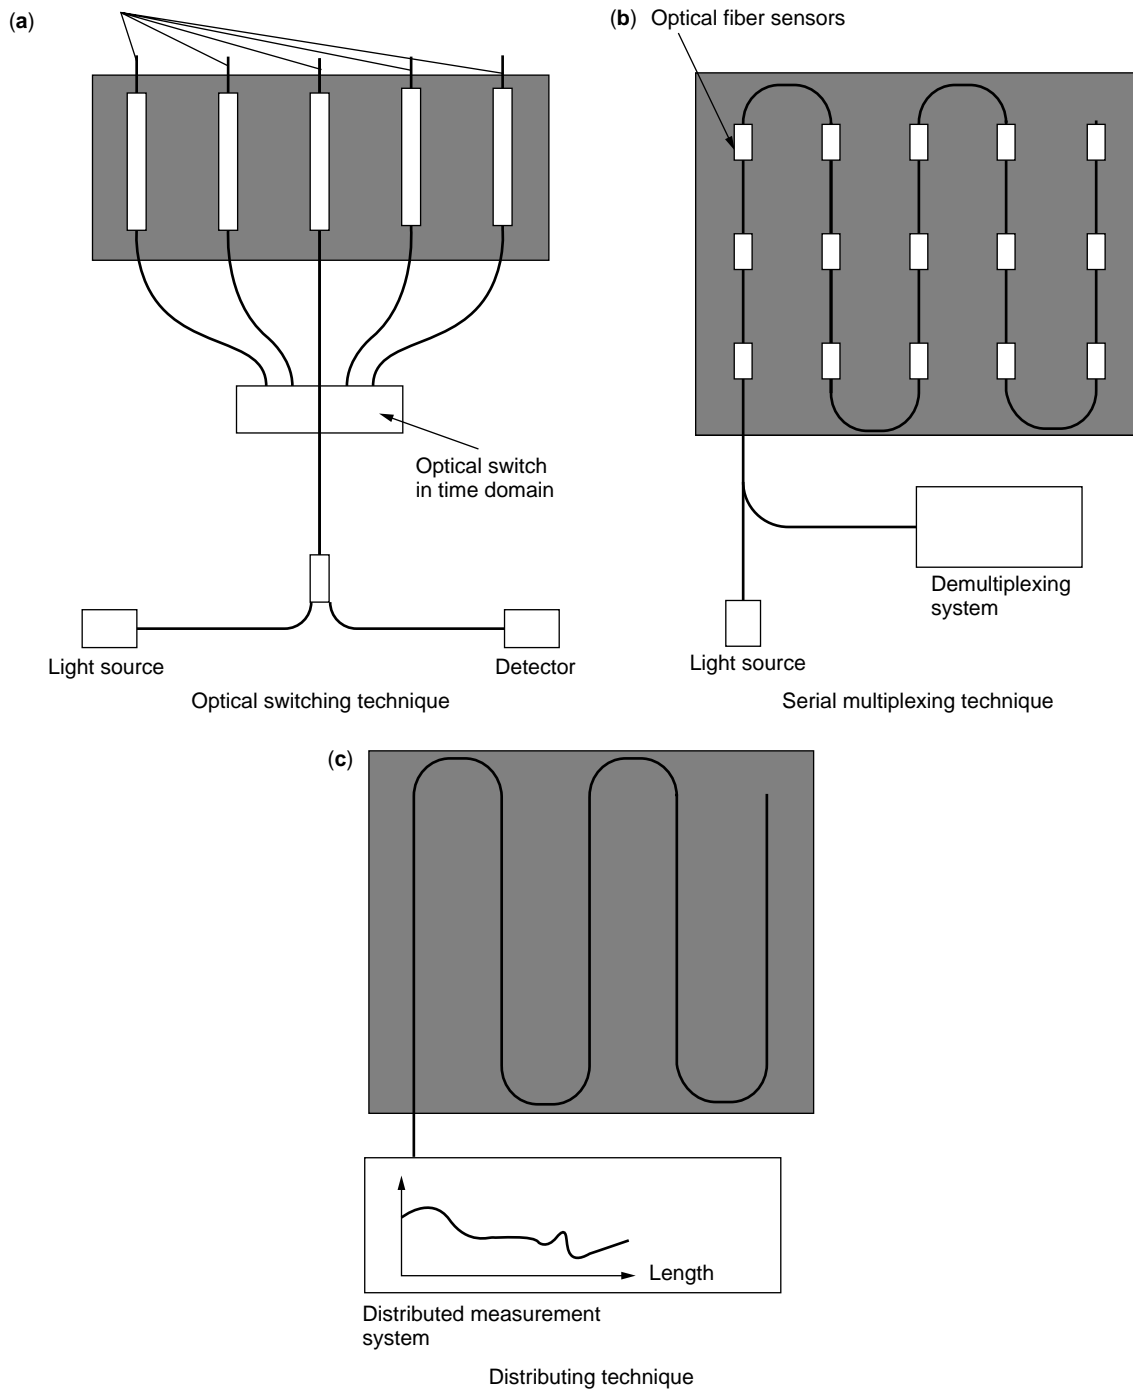 (a)
Optical switch
in time domain
Light source
Detector
Optical switching technique
(b) Optical fiber sensors
Demultiplexing
system
Light source
Serial multiplexing technique
(c)
Length
Distributed measurement
system
Distributing technique